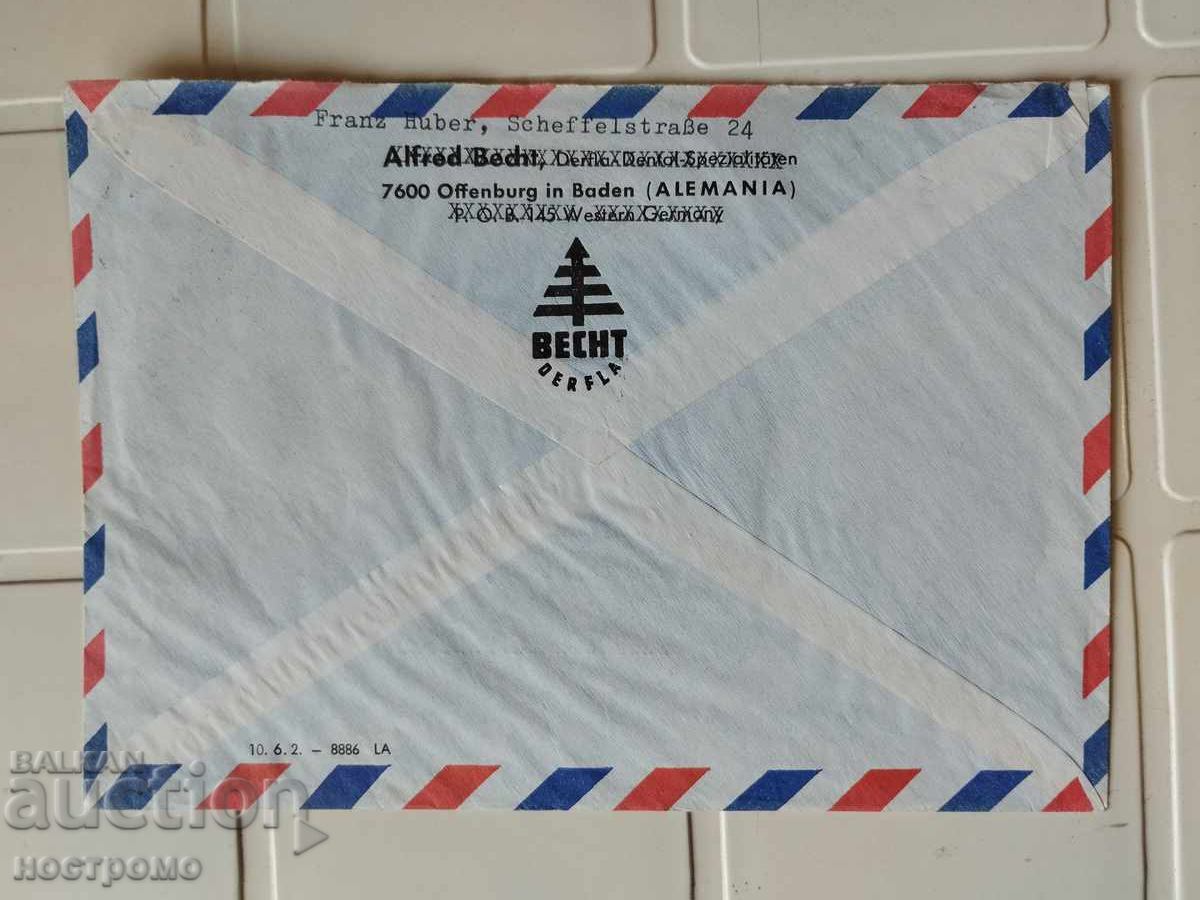 Franz Huber, Scheffelstraße 24
Alfred Becht, Derfla-Dental-Spezialitäten
7600 Offenburg in Baden (ALEMANIA)
P. O. B. 145 Western Germany
BECHT
DERFLA
10. 6. 2. – 8886 LA
BALKAN
auction
ностромо